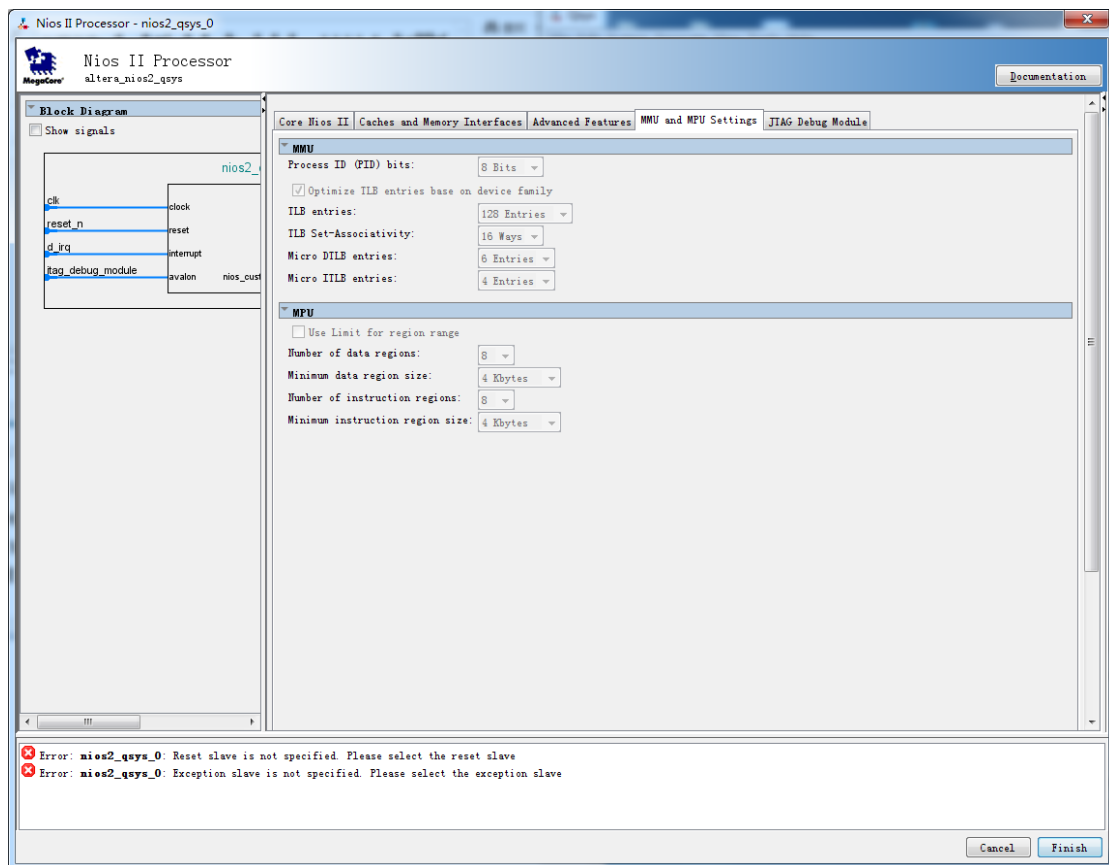 Nios II Processor - nios2_qsys_0
Nios II Processor
MegaCore®
altera_nios2_qsys
Documentation
Block Diagram
Show signals
nios2_
clk
clock
reset_n
reset
d_irq
interrupt
jtag_debug_module
avalon
nios_cust
Core Nios II
Caches and Memory Interfaces
Advanced Features
MMU and MPU Settings
JTAG Debug Module
MMU
Process ID (PID) bits:
8 Bits
Optimize TLB entries base on device family
TLB entries:
128 Entries
TLB Set-Associativity:
16 Ways
Micro DTLB entries:
6 Entries
Micro ITLB entries:
4 Entries
MPU
Use Limit for region range
Number of data regions:
8
Minimum data region size:
4 Kbytes
Number of instruction regions:
8
Minimum instruction region size:
4 Kbytes
Error: nios2_qsys_0: Reset slave is not specified. Please select the reset slave
Error: nios2_qsys_0: Exception slave is not specified. Please select the exception slave
Cancel
Finish